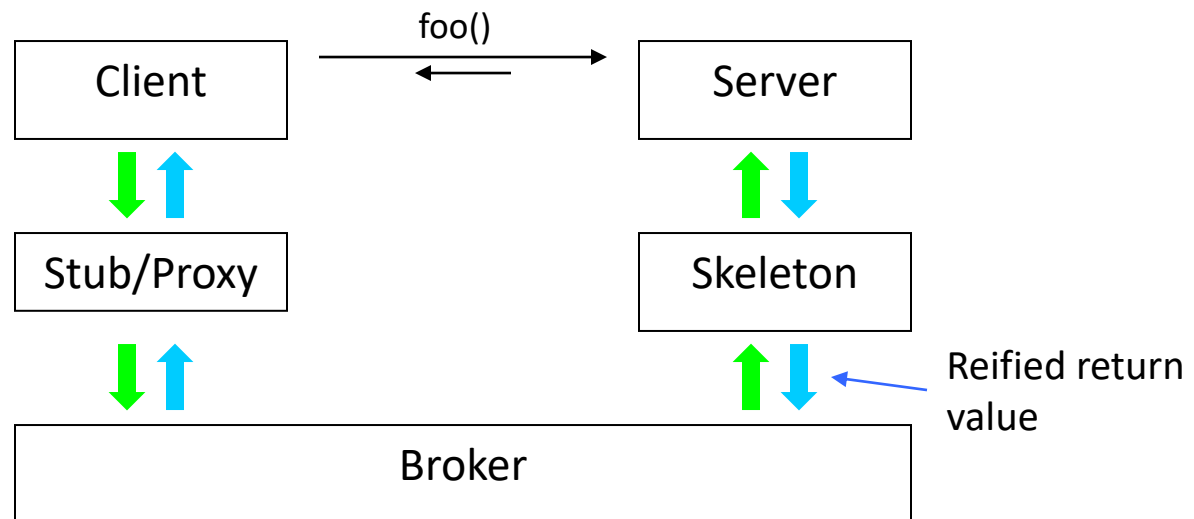 foo()
Client
Server
Stub/Proxy
Skeleton
Reified return
value
Broker